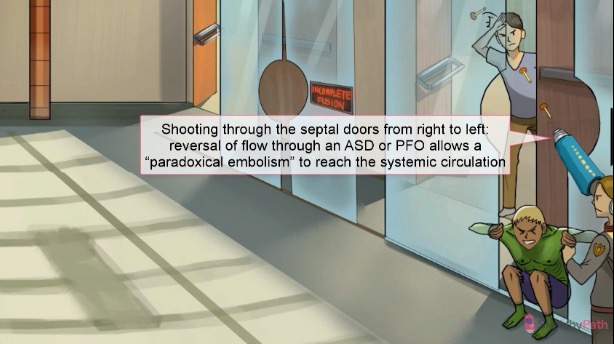 INCOMPLETE
FUSION
Shooting through the septal doors from right to left:
reversal of flow through an ASD or PFO allows a
“paradoxical embolism” to reach the systemic circulation